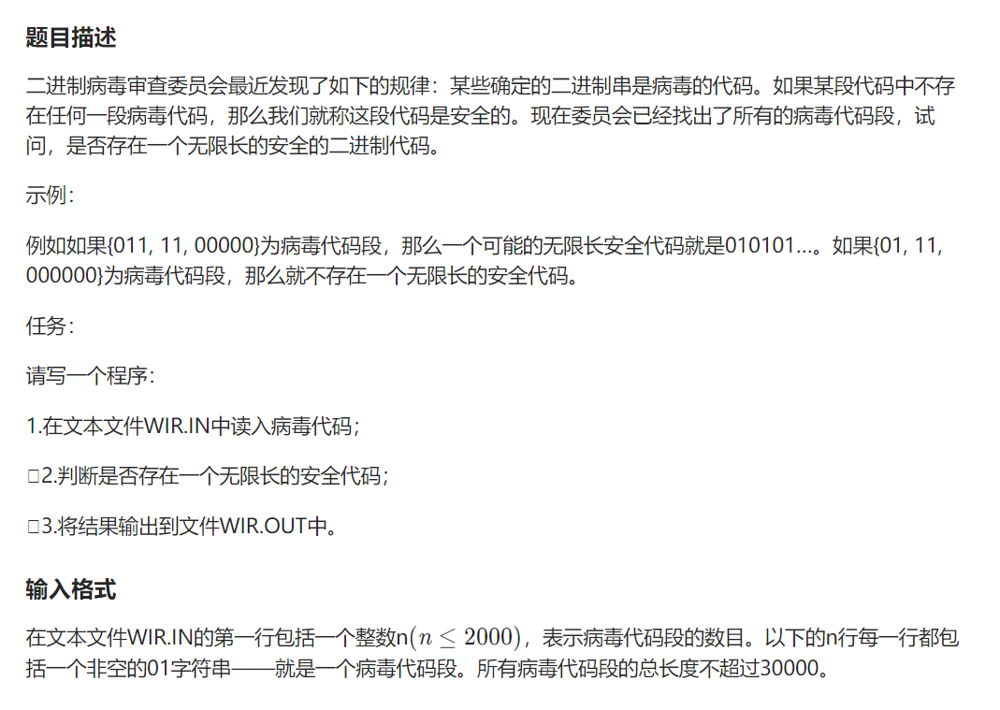 题目描述
二进制病毒审查委员会最近发现了如下的规律：某些确定的二进制串是病毒的代码。如果某段代码中不存
在任何一段病毒代码，那么我们就称这段代码是安全的。现在委员会已经找出了所有的病毒代码段，试
问，是否存在一个无限长的安全的二进制代码。
示例：
例如如果{011, 11, 00000}为病毒代码段，那么一个可能的无限长安全代码就是010101…。如果{01, 11,
000000}为病毒代码段，那么就不存在一个无限长的安全代码。
任务：
请写一个程序：
1.在文本文件WIR.IN中读入病毒代码；
2.判断是否存在一个无限长的安全代码；
3.将结果输出到文件WIR.OUT中。
输入格式
在文本文件WIR.IN的第一行包括一个整数n(n ≤ 2000)，表示病毒代码段的数目。以下的n行每一行都包
括一个非空的01字符串——就是一个病毒代码段。所有病毒代码段的总长度不超过30000。